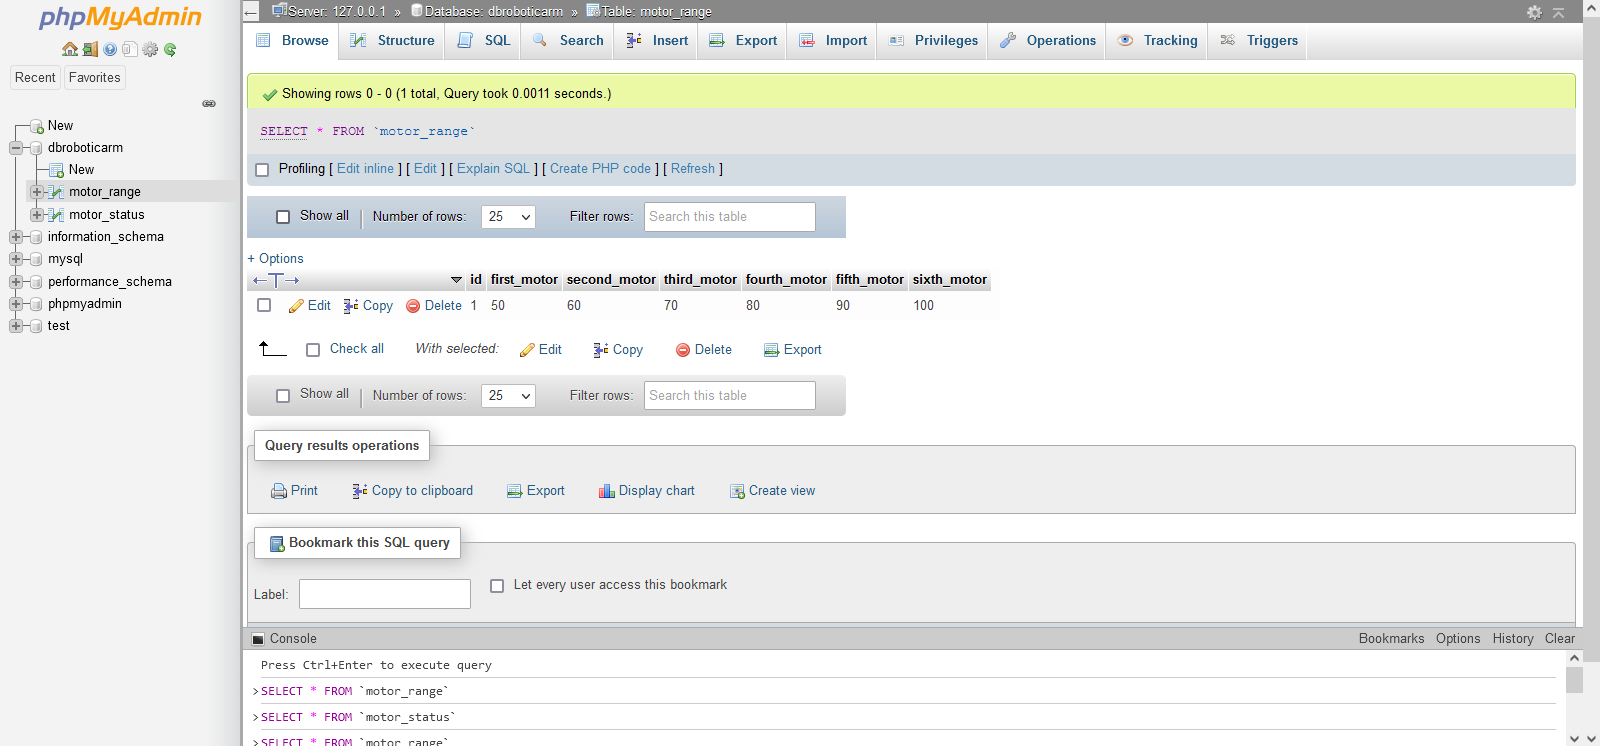 phpMyAdmin
Recent Favorites
New
dbroboticarm
New
motor_range
motor_status
information_schema
mysql
performance_schema
phpmyadmin
test
Server: 127.0.0.1 » Database: dbroboticarm » Table: motor_range
Browse Structure SQL Search Insert Export Import Privileges Operations Tracking Triggers
Showing rows 0 - 0 (1 total, Query took 0.0011 seconds.)
SELECT * FROM `motor_range`
Profiling [ Edit inline ] [ Edit ] [ Explain SQL ] [ Create PHP code ] [ Refresh ]
Show all Number of rows: 25 Filter rows: Search this table
+ Options
←T→ id first_motor second_motor third_motor fourth_motor fifth_motor sixth_motor
Edit Copy Delete 1 50 60 70 80 90 100
Check all With selected: Edit Copy Delete Export
Show all Number of rows: 25 Filter rows: Search this table
Query results operations
Print Copy to clipboard Export Display chart Create view
Bookmark this SQL query
Label: Let every user access this bookmark
Console Bookmarks Options History Clear
Press Ctrl+Enter to execute query
>SELECT * FROM `motor_range`
>SELECT * FROM `motor_status`
>SELECT * FROM `motor_range`